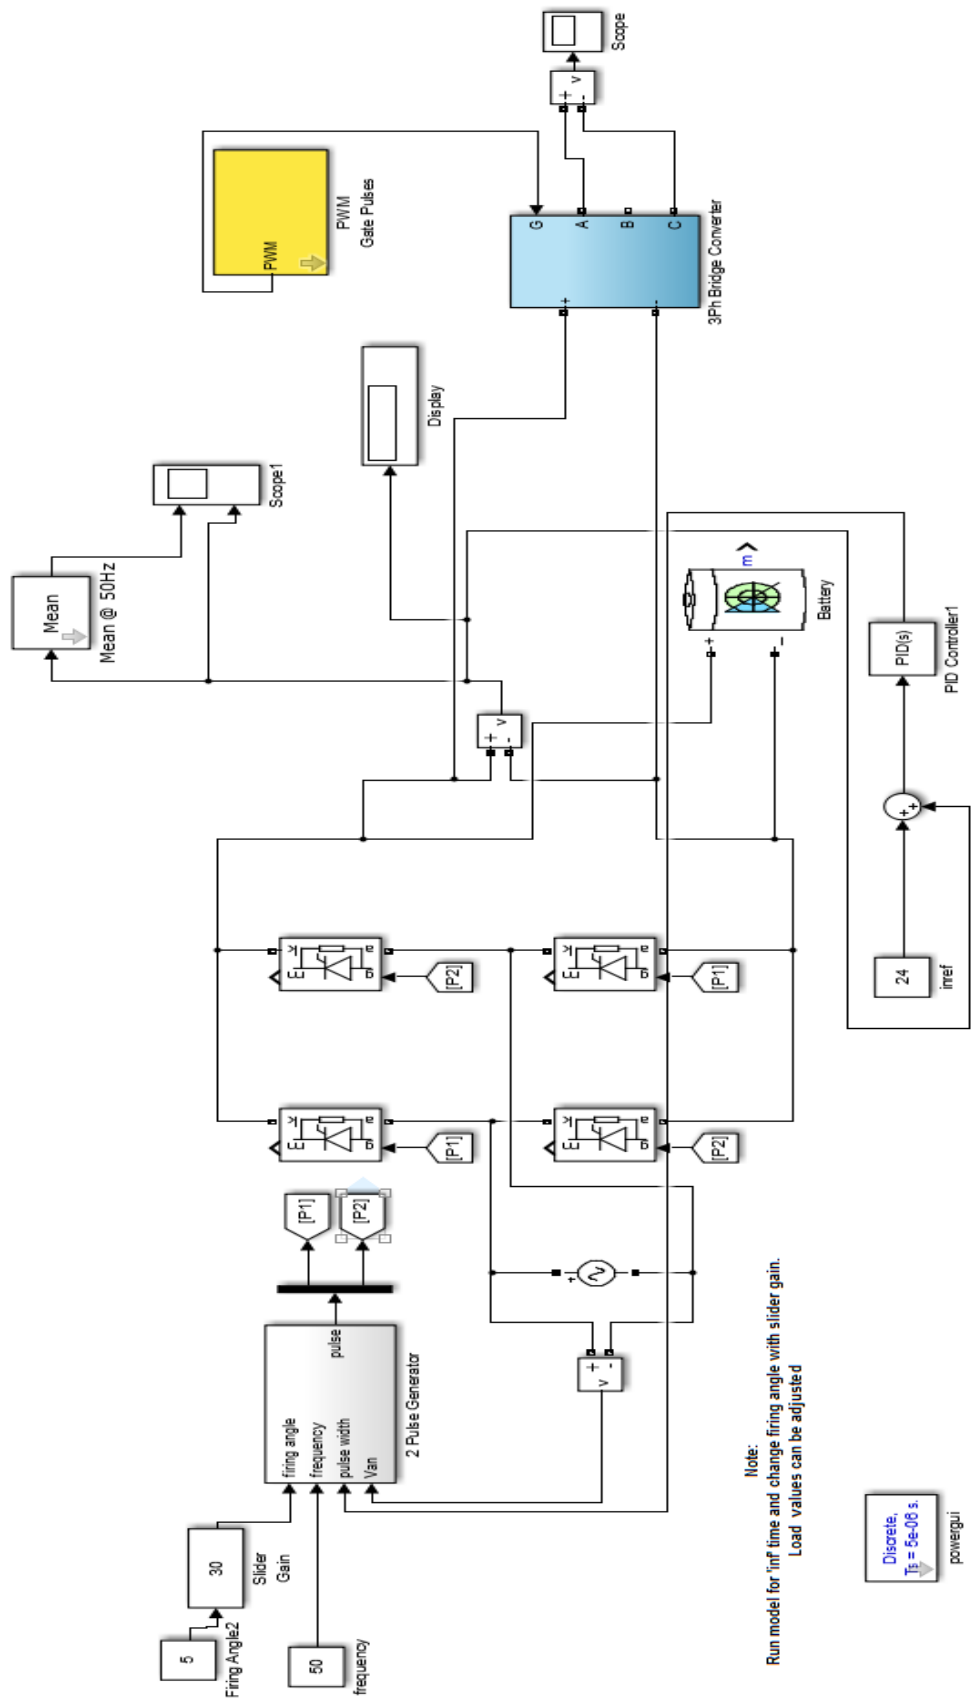 5
Firing Angle2
30
Slider
Gain
50
frequency
firing angle
frequency
pulse width
Van
pulse
2 Pulse Generator
[P1]
[P2]
+
-
v
+
[P1]
[P2]
[P2]
[P1]
E
k
g
a
E
k
g
a
E
k
g
a
E
k
g
a
+
-
v
Mean
Mean @ 50Hz
Scope1
Display
PWM
PWM
Gate Pulses
G
A
B
C
+
-
3Ph Bridge Converter
+
-
v
Scope
+
-
m
Battery
24
inref
+
+
PID(s)
PID Controller1
Note:
Run model for 'inf' time and change firing angle with slider gain.
Load values can be adjusted
Discrete,
Ts = 5e-06 s.
powergui